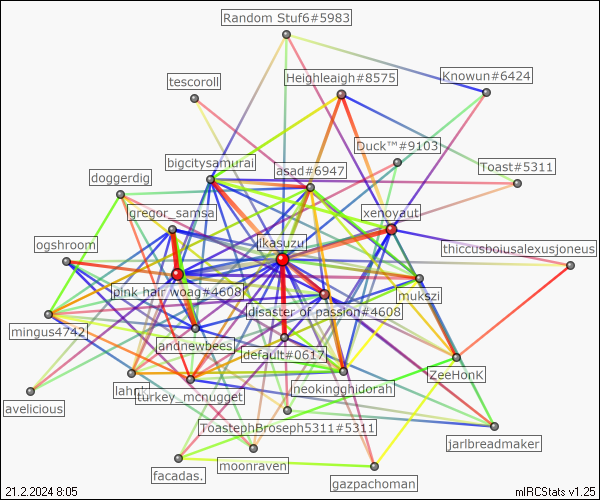 Random Stuf6#5983
tescoroll
Heighleaigh#8575
Knowun#6424
Duck™#9103
bigcitysamurai
asad#6947
Toast#5311
doggerdig
gregor_samsa
xenoyaut
ogshroom
ikasuzu
thiccusboiusalexusjoneus
pink hair woag#4608
mukszi
disaster of passion#4608
mingus4742
andnewbees
default#0617
ZeeHonK
neokingghidorah
turkey_mcnugget
avelicious
ToastephBroseph5311#5311
jarlbreadmaker
facadas.
moonraven
gazpachoman
21.2.2024 8:05
mIRCStats v1.25